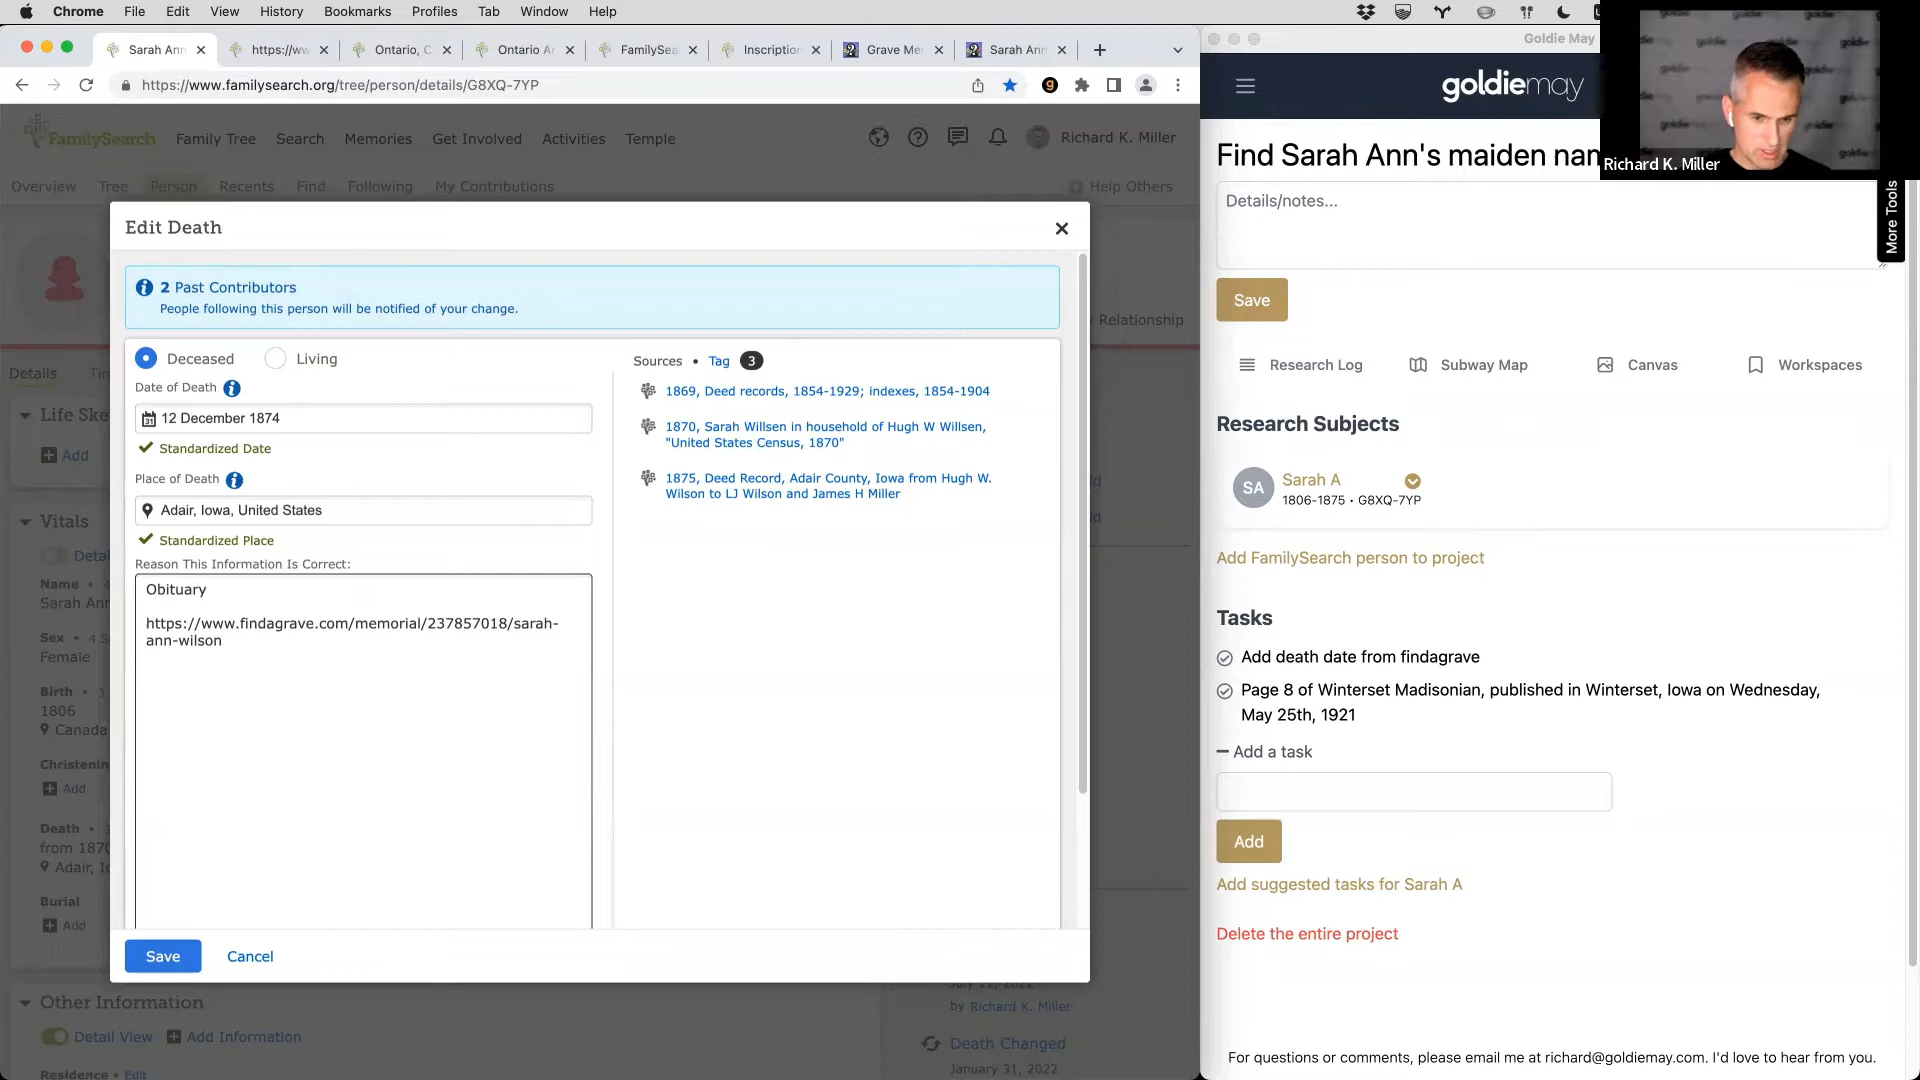 Chrome File Edit View History Bookmarks Profiles Tab Window Help
Goldie May
Sarah Ann https://ww Ontario, C Ontario Ar FamilySea Inscription Grave Me Sarah Ann
https://www.familysearch.org/tree/person/details/G8XQ-7YP
FamilySearch Family Tree Search Memories Get Involved Activities Temple Richard K. Miller
Overview Tree Person Recents Find Following My Contributions Help Others
Relationship
Details
Life Ske
Add
Vitals
Detai
Name • 4
Sarah Ann
Sex • 4 S
Female
Birth • 3
1806
Canada
Christenin
Add
Death • 3
from 1870
Adair, Io
Burial
Add
Other Information
Detail View Add Information
Residence • Edit
Edit Death
2 Past Contributors
People following this person will be notified of your change.
Deceased Living
Date of Death
12 December 1874
Standardized Date
Place of Death
Adair, Iowa, United States
Standardized Place
Reason This Information Is Correct:
Obituary
https://www.findagrave.com/memorial/237857018/sarah-
ann-wilson
Sources • Tag 3
1869, Deed records, 1854-1929; indexes, 1854-1904
1870, Sarah Willsen in household of Hugh W Willsen,
"United States Census, 1870"
1875, Deed Record, Adair County, Iowa from Hugh W.
Wilson to LJ Wilson and James H Miller
Save Cancel
by Richard K. Miller
Death Changed
January 31, 2022
goldiemay
Richard K. Miller
Find Sarah Ann's maiden nam
Details/notes...
More Tools
Save
Research Log Subway Map Canvas Workspaces
Research Subjects
SA
Sarah A
1806-1875 • G8XQ-7YP
Add FamilySearch person to project
Tasks
Add death date from findagrave
Page 8 of Winterset Madisonian, published in Winterset, Iowa on Wednesday,
May 25th, 1921
Add a task
Add
Add suggested tasks for Sarah A
Delete the entire project
For questions or comments, please email me at richard@goldiemay.com. I'd love to hear from you.